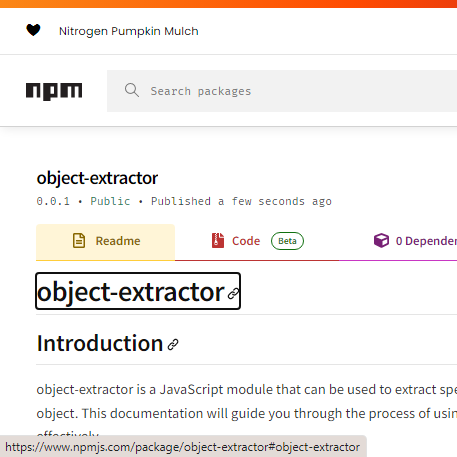 Nitrogen Pumpkin Mulch
npm
Search packages
object-extractor
0.0.1 • Public • Published a few seconds ago
Readme
Code Beta
0 Depender
object-extractor
Introduction
object-extractor is a JavaScript module that can be used to extract spe
object. This documentation will guide you through the process of usin
effectively.
https://www.npmjs.com/package/object-extractor#object-extractor